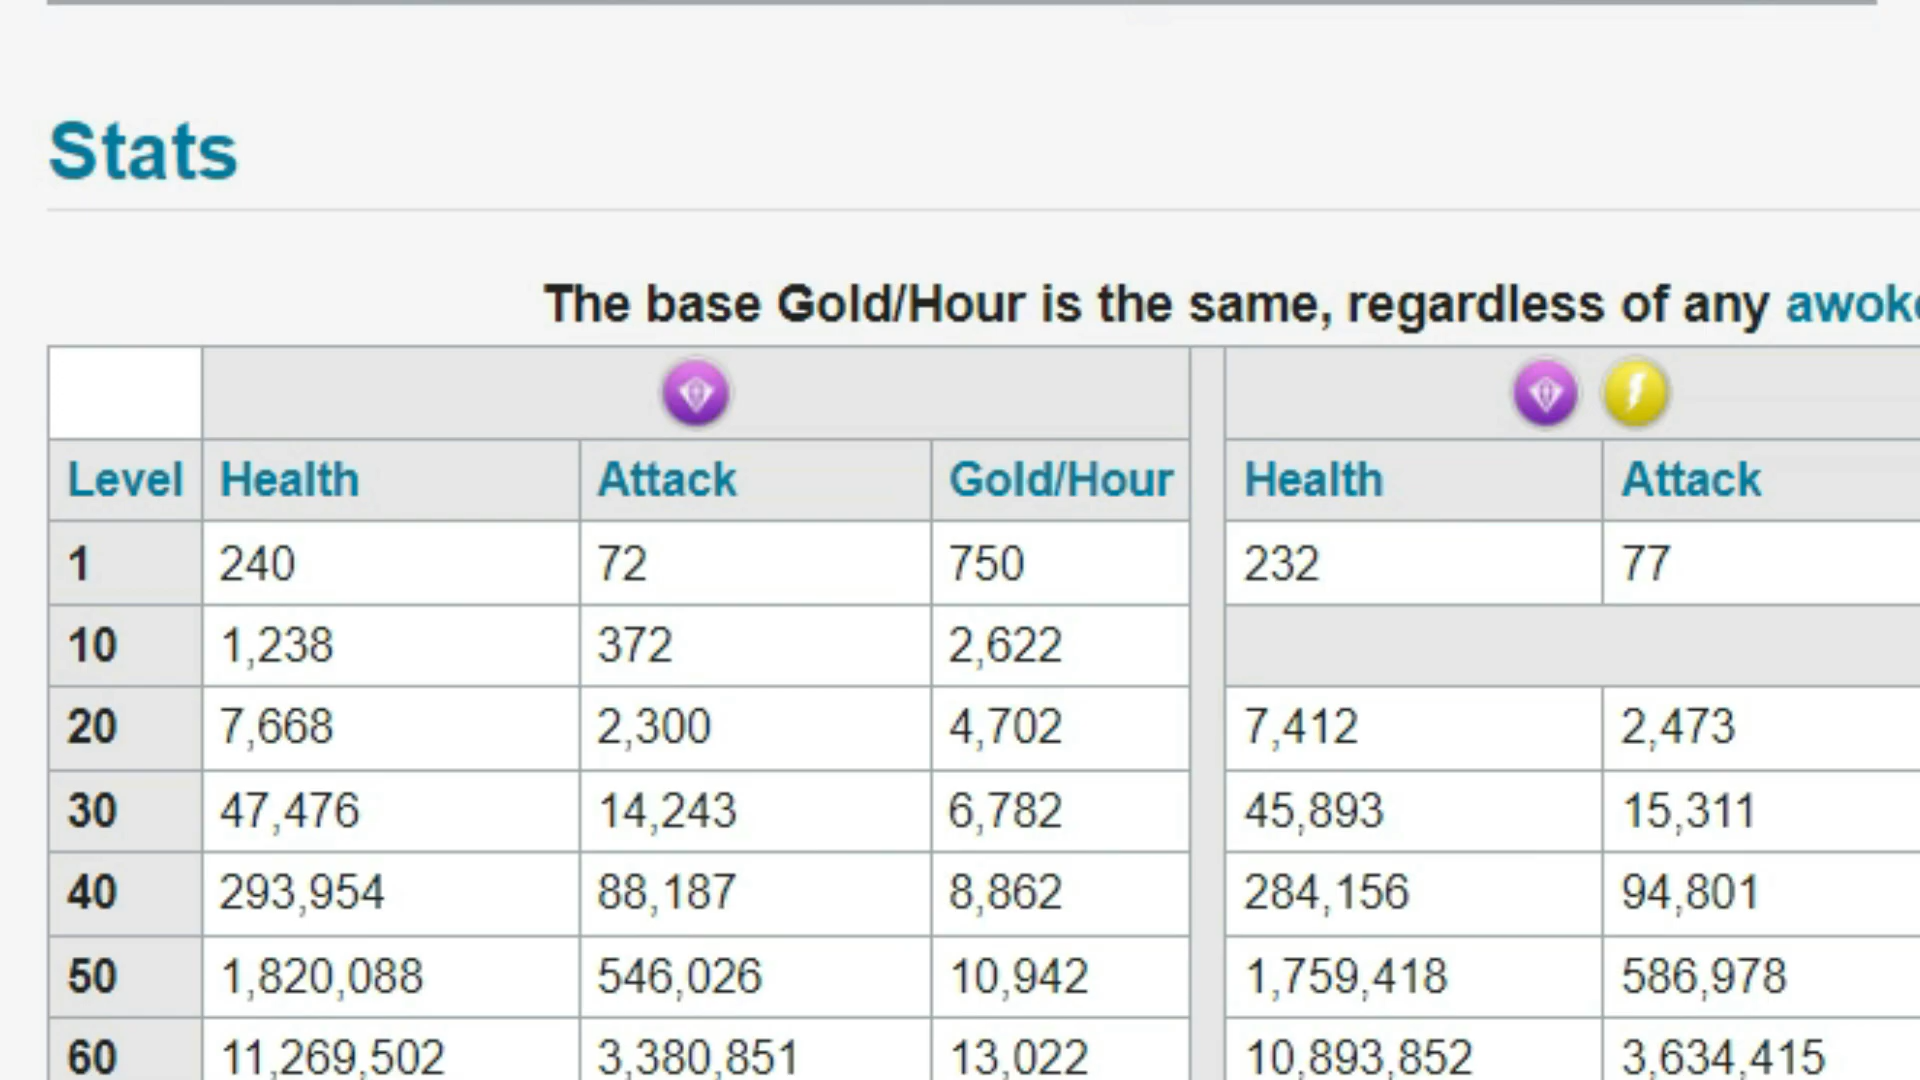 Stats
The base Gold/Hour is the same, regardless of any
Level Health Attack Gold/Hour Health Attack
1 240 72 750 232 77
10 1,238 372 2,622
20 7,668 2,300 4,702 7,412 2,473
30 47,476 14,243 6,782 45,893 15,311
40 293,954 88,187 8,862 284,156 94,801
50 1,820,088 546,026 10,942 1,759,418 586,978
60 11,269,502 3,380,851 13,022 10,893,852 3,634,415